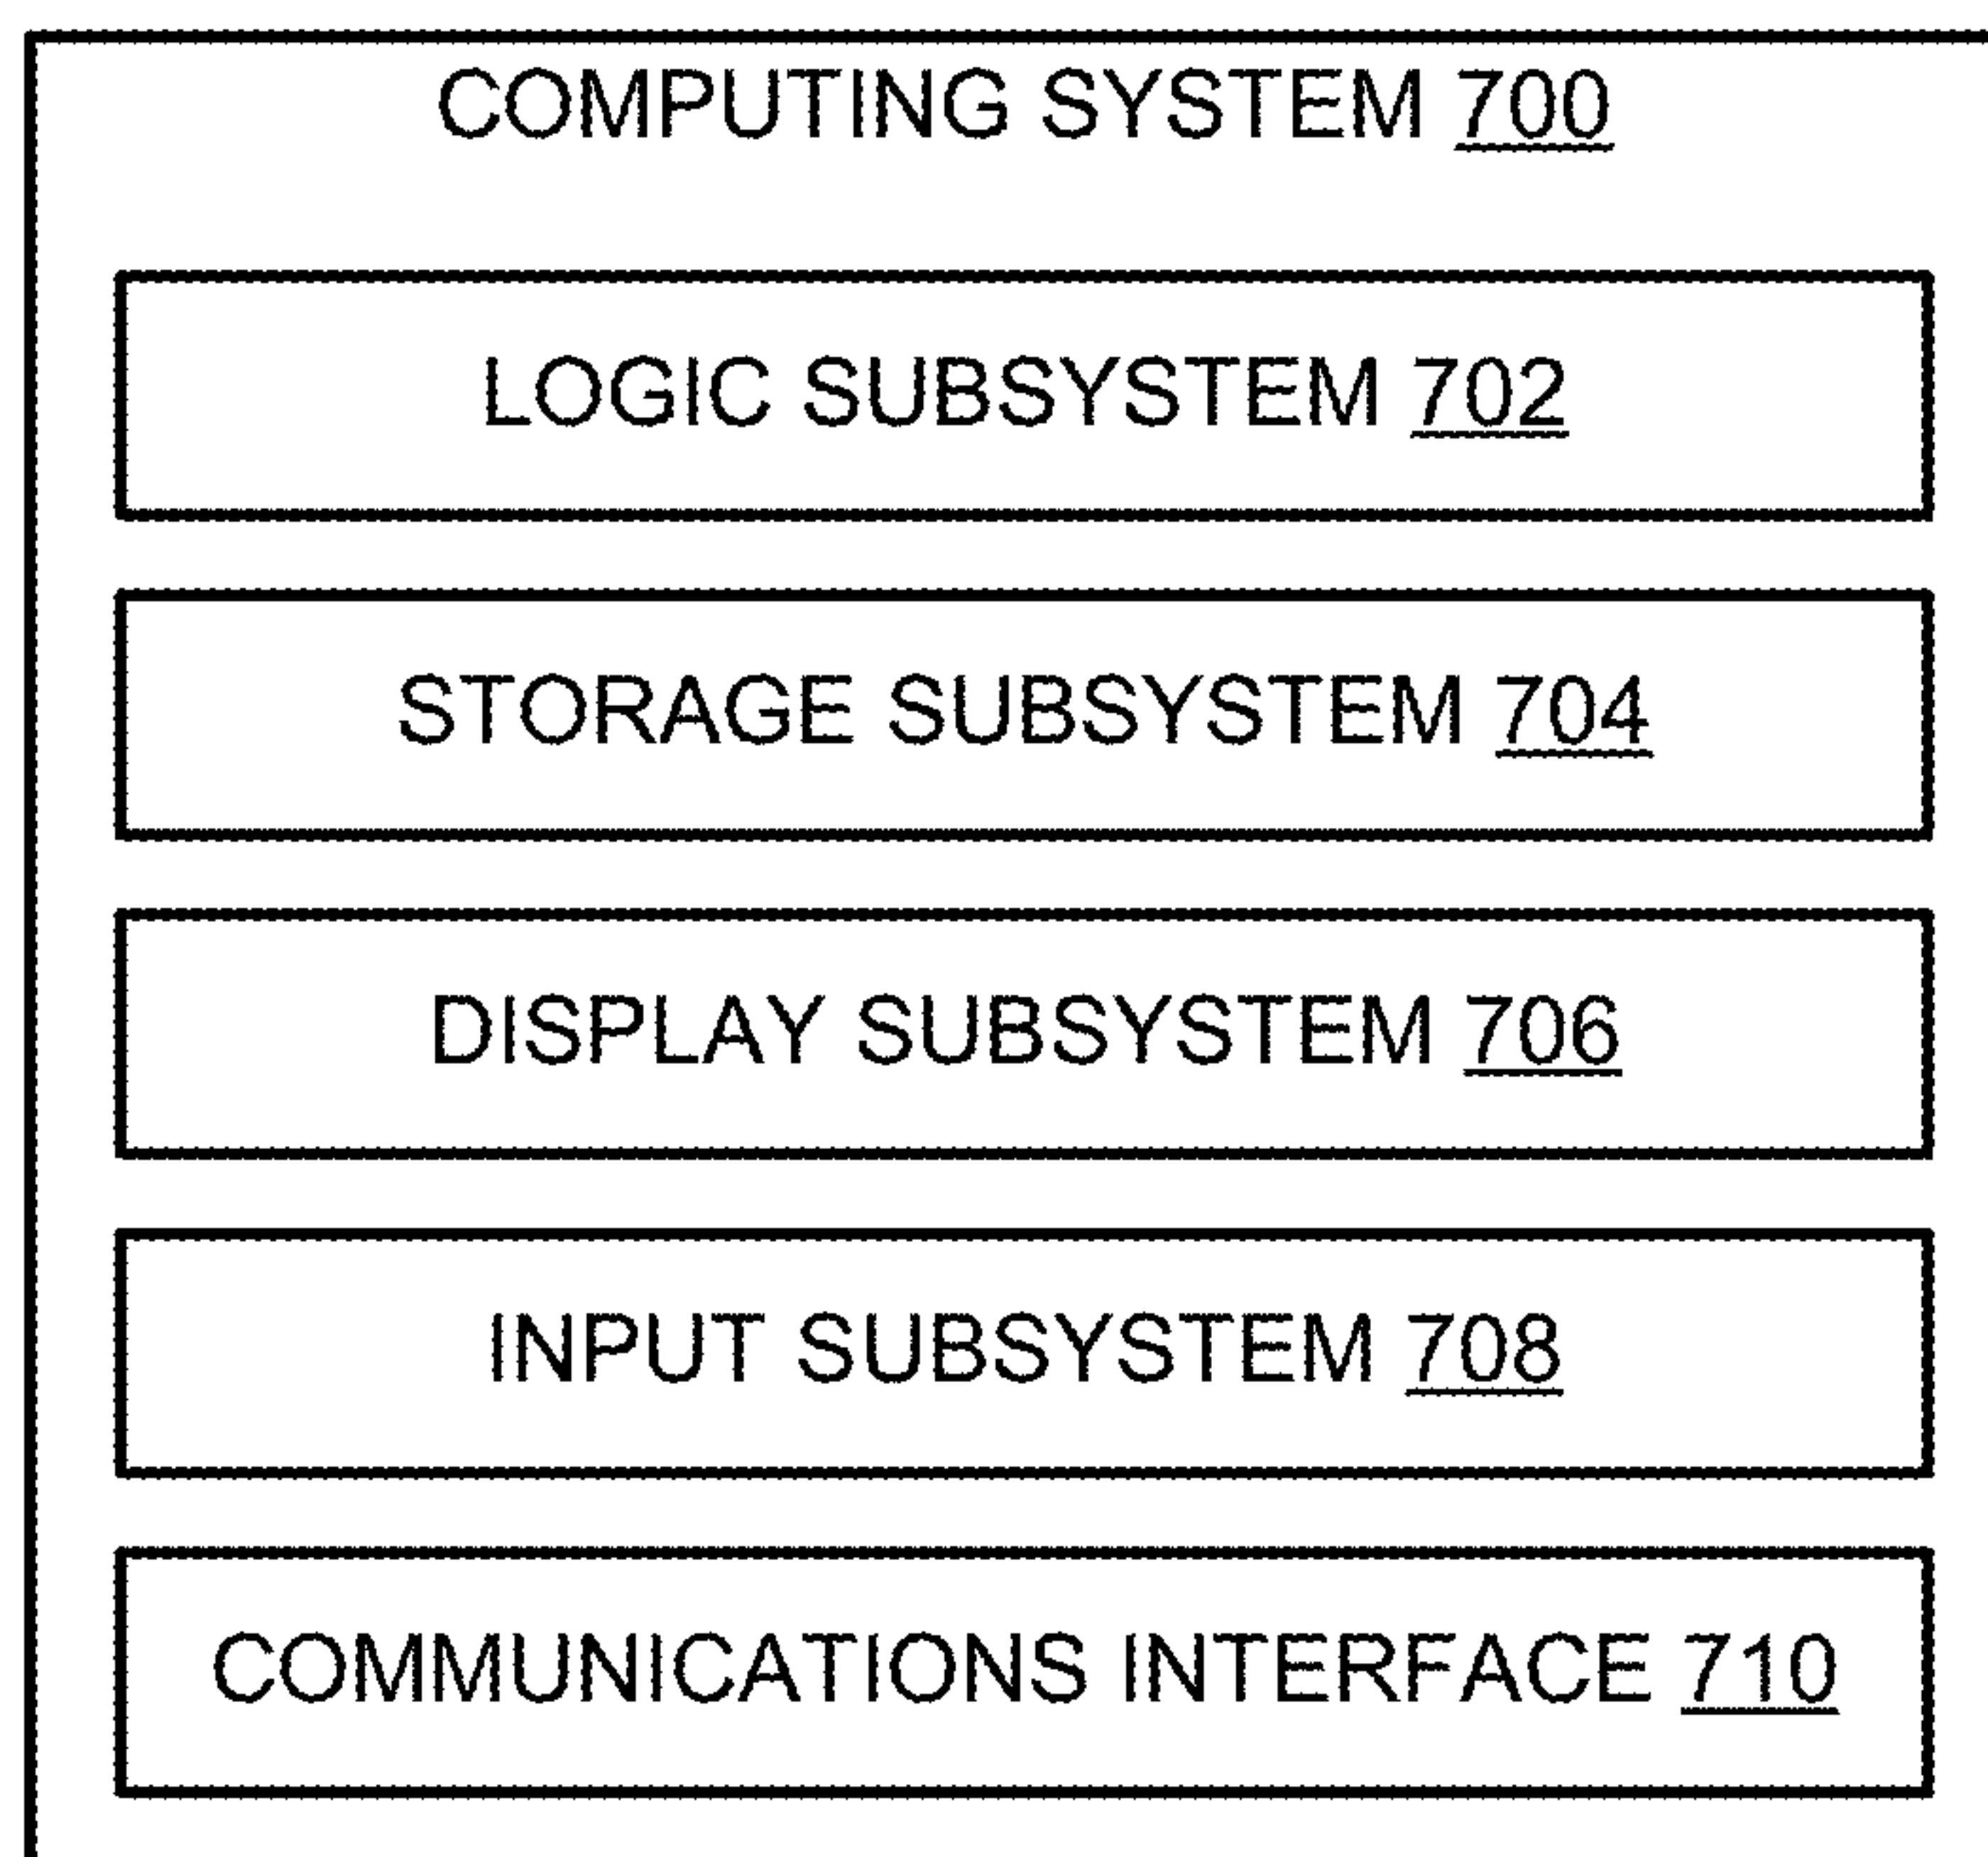 COMPUTING SYSTEM 700
LOGIC SUBSYSTEM 702
STORAGE SUBSYSTEM 704
DISPLAY SUBSYSTEM 706
INPUT SUBSYSTEM 708
COMMUNICATIONS INTERFACE 710